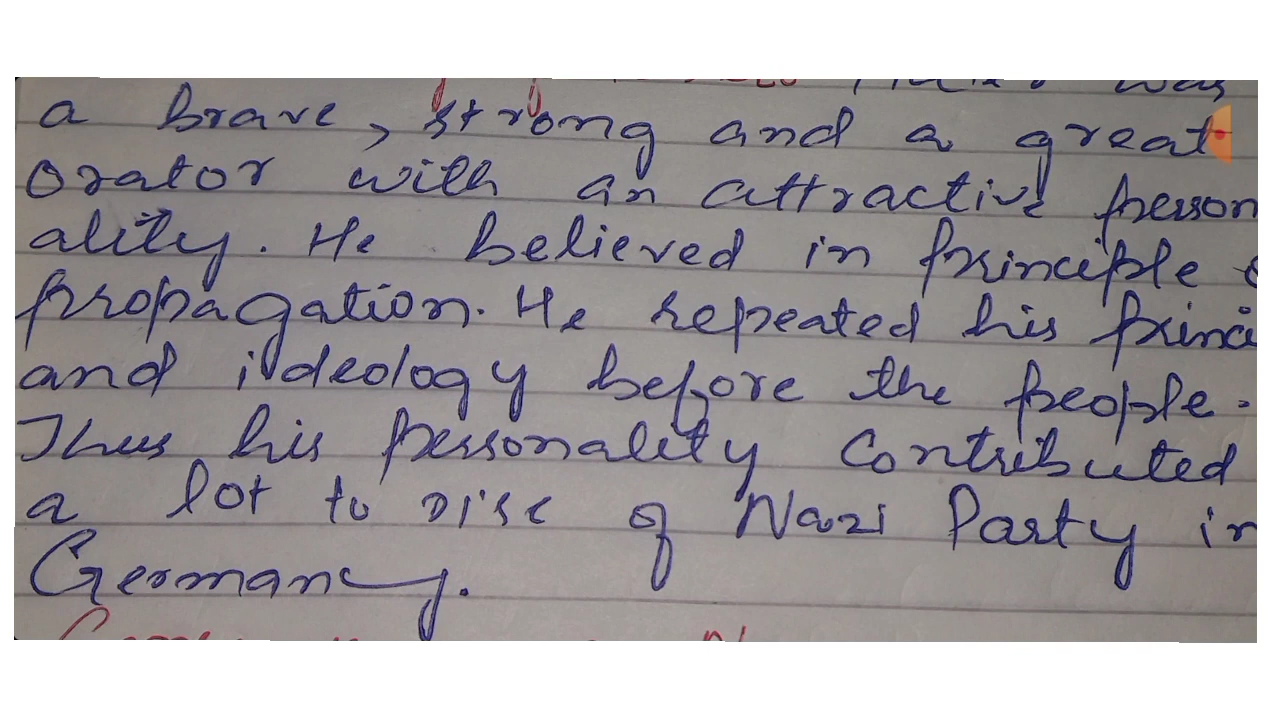 was
a brave, strong and a great
orator with an attractive person
ality. He believed in principle
propagation. He repeated his princi
and ideology before the people.
Thus his personality contributed
a lot to rise of Nazi Party in
Germany.